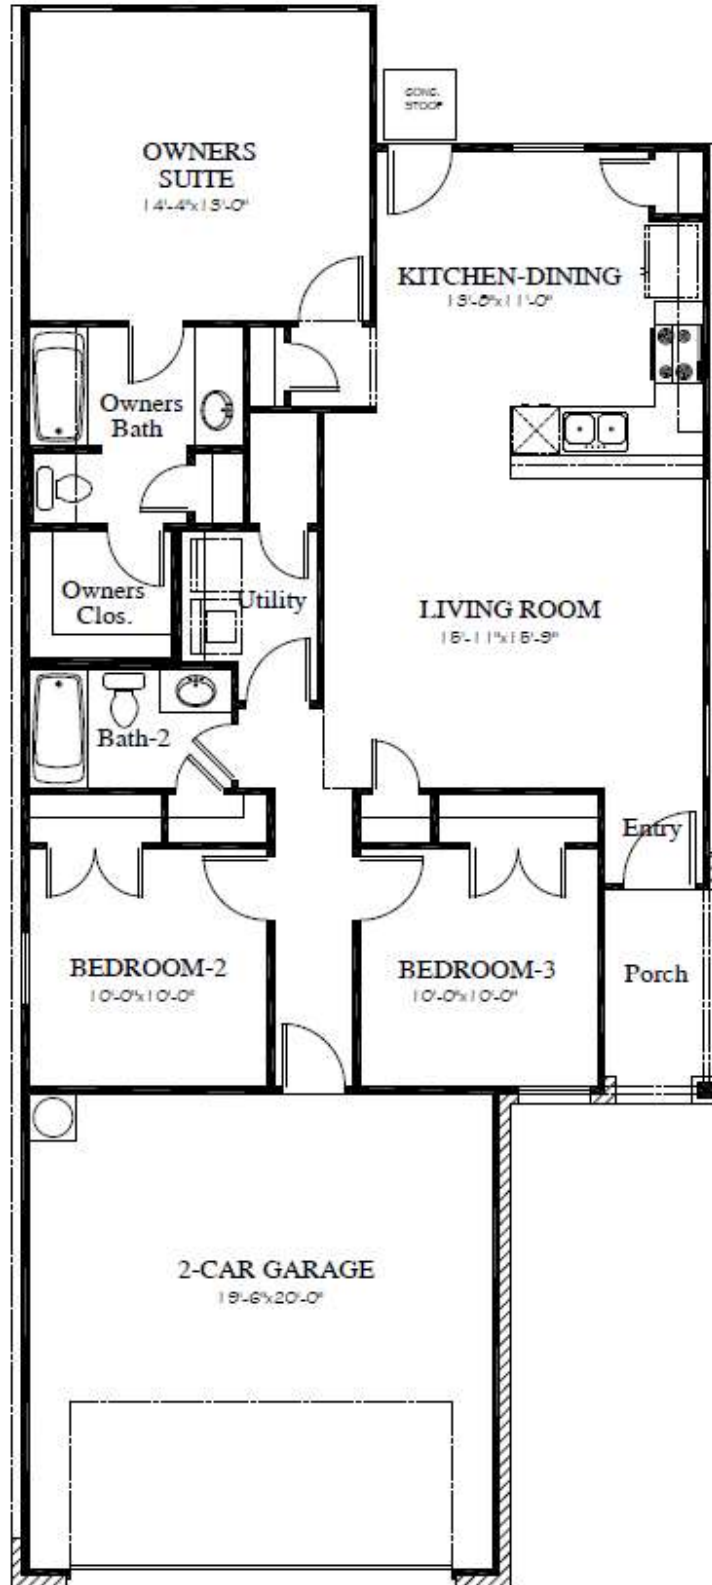 CONC.
STOOP
OWNERS
SUITE
14'-4"x13'-0"
KITCHEN-DINING
13'-8"x11'-0"
Owners
Bath
Owners
Clos.
Utility
LIVING ROOM
15'-11"x15'-9"
Bath-2
Entry
BEDROOM-2
10'-0"x10'-0"
BEDROOM-3
10'-0"x10'-0"
Porch
2-CAR GARAGE
19'-6"x20'-0"